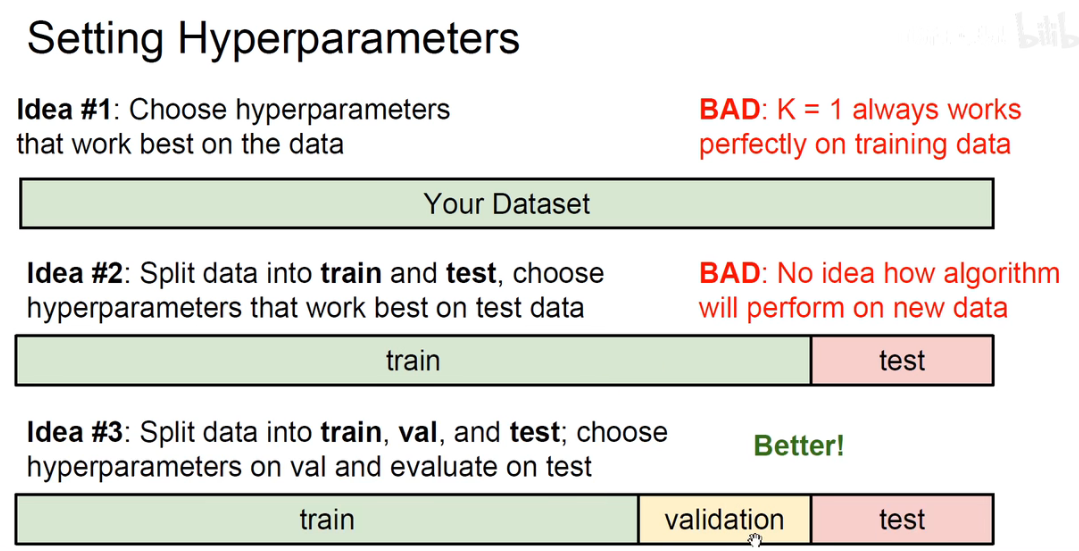 Setting Hyperparameters
Idea #1: Choose hyperparameters
that work best on the data
BAD: K = 1 always works
perfectly on training data
Your Dataset
Idea #2: Split data into train and test, choose
hyperparameters that work best on test data
BAD: No idea how algorithm
will perform on new data
train
test
Idea #3: Split data into train, val, and test; choose
hyperparameters on val and evaluate on test
Better!
train
validation
test